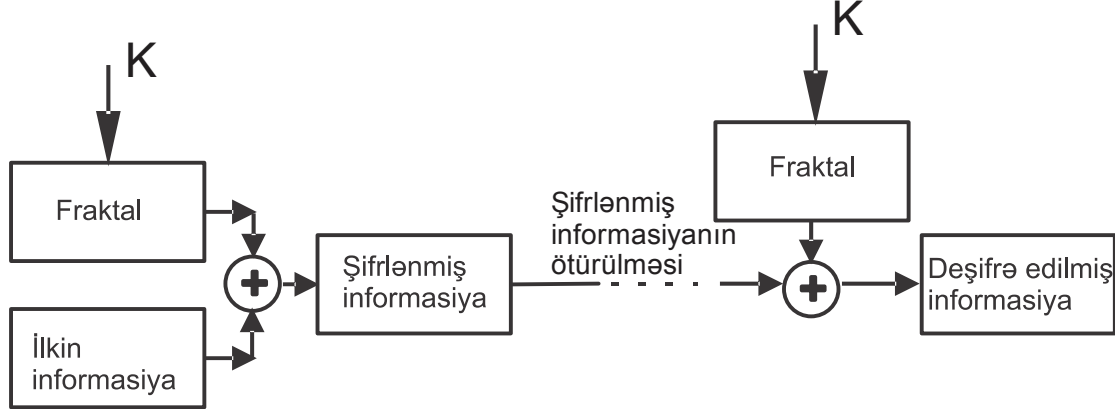 K
Fraktal
İlkin
informasiya
Şifrlənmiş
informasiya
Şifrlənmiş
informasiyanın
ötürülməsi
K
Fraktal
Deşifrə edilmiş
informasiya